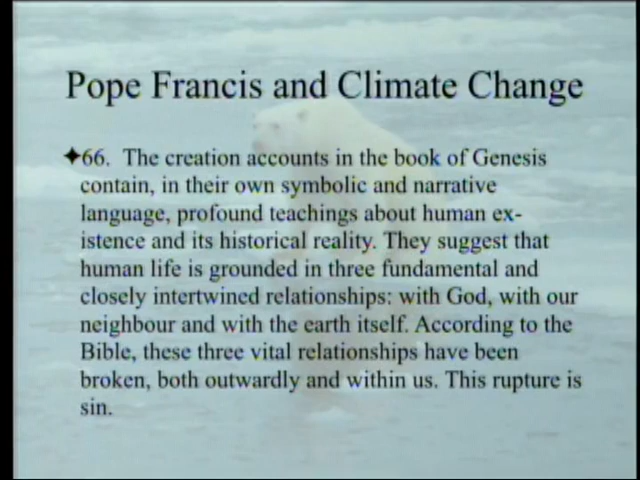 Pope Francis and Climate Change
✦66. The creation accounts in the book of Genesis
contain, in their own symbolic and narrative
language, profound teachings about human ex-
istence and its historical reality. They suggest that
human life is grounded in three fundamental and
closely intertwined relationships: with God, with our
neighbour and with the earth itself. According to the
Bible, these three vital relationships have been
broken, both outwardly and within us. This rupture is
sin.